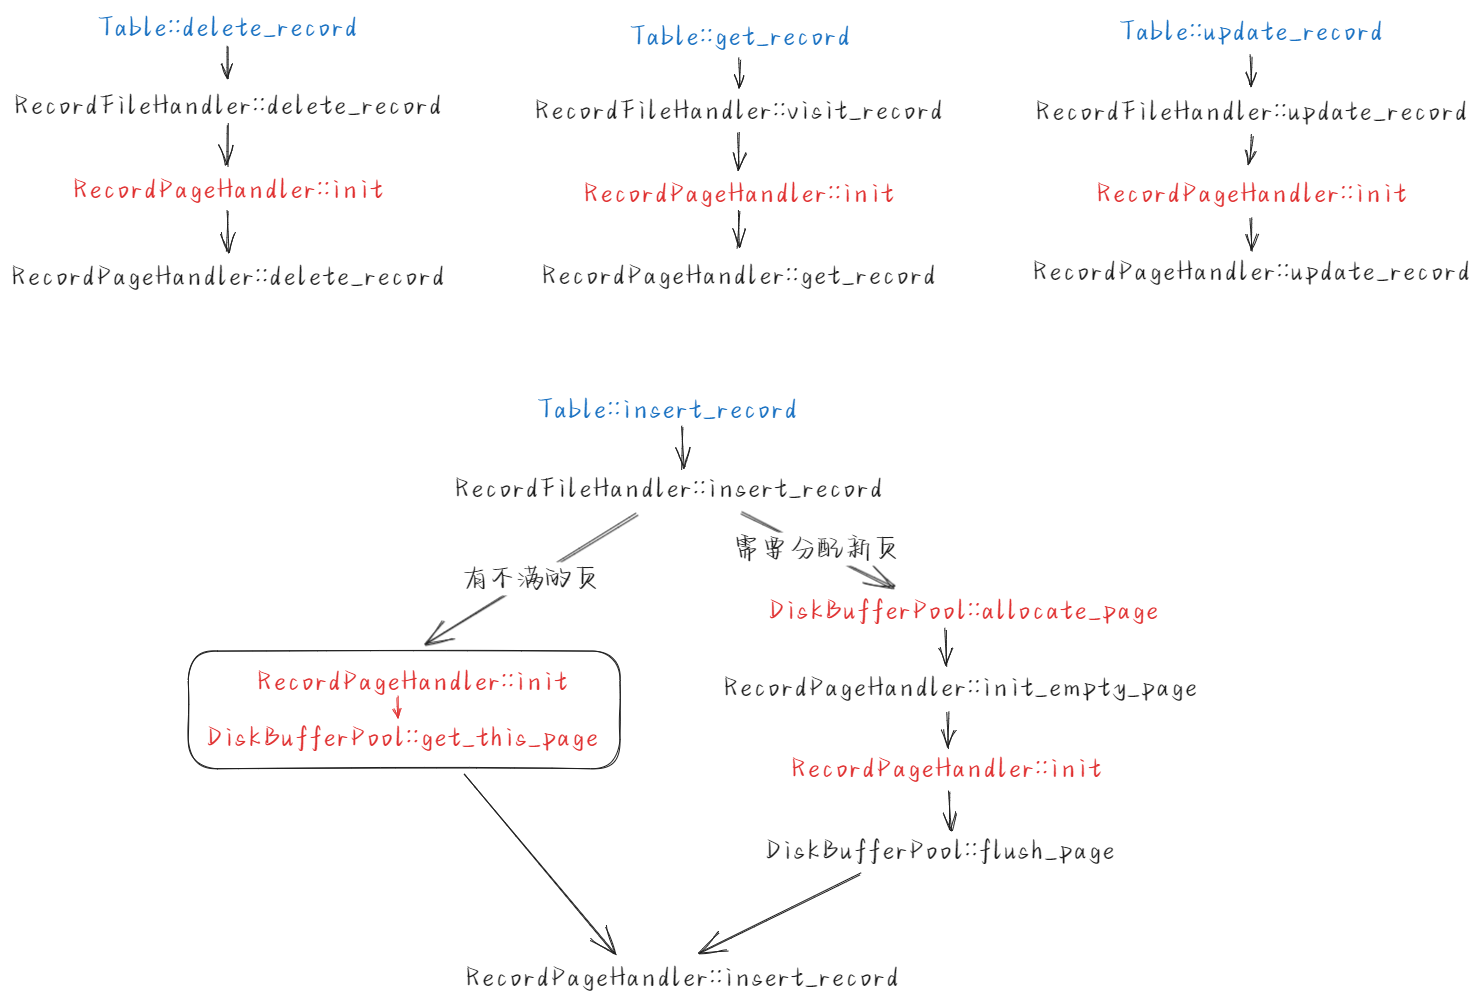 Table::delete_record
RecordFileHandler::delete_record
RecordPageHandler::init
RecordPageHandler::delete_record
Table::get_record
RecordFileHandler::visit_record
RecordPageHandler::init
RecordPageHandler::get_record
Table::update_record
RecordFileHandler::update_record
RecordPageHandler::init
RecordPageHandler::update_record
Table::insert_record
RecordFileHandler::insert_record
有不满的页
RecordPageHandler::init
DiskBufferPool::get_this_page
需要分配新页
DiskBufferPool::allocate_page
RecordPageHandler::init_empty_page
RecordPageHandler::init
DiskBufferPool::flush_page
RecordPageHandler::insert_record